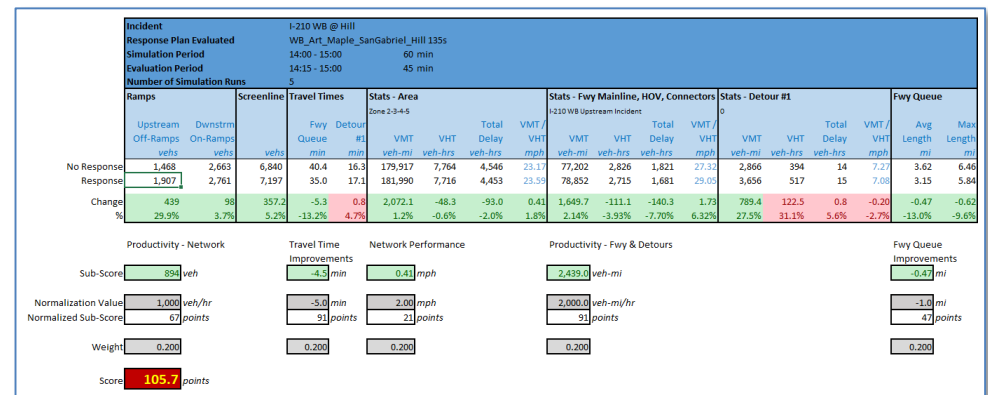 Incident I-210 WB @ Hill
Response Plan Evaluated WB_Art_Maple_SanGabriel_Hill 135s
Simulation Period 14:00 - 15:00 60 min
Evaluation Period 14:15 - 15:00 45 min
Number of Simulation Runs 5
Ramps Screenline Travel Times Stats - Area Stats - Fwy Mainline, HOV, Connectors Stats - Detour #1 Fwy Queue
Zone 2-3-4-5 I-210 WB Upstream Incident 0
Upstream Dwnstrm Fwy Detour Total VMT / Total VMT / Total VMT / Avg Max
Off-Ramps On-Ramps Queue #1 VMT VHT Delay VHT VMT VHT Delay VHT VMT VHT Delay VHT Length Length
vehs vehs vehs min min veh-mi veh-hrs veh-hrs mph veh-mi veh-hrs veh-hrs mph veh-mi veh-hrs veh-hrs mph mi mi
No Response 1,468 2,663 6,840 40.4 16.3 179,917 7,764 4,546 23.17 77,202 2,826 1,821 27.32 2,866 394 14 7.27 3.62 6.46
Response 1,907 2,761 7,197 35.0 17.1 181,990 7,716 4,453 23.59 78,852 2,715 1,681 29.05 3,656 517 15 7.08 3.15 5.84
Change 439 98 357.2 -5.3 0.8 2,072.1 -48.3 -93.0 0.41 1,649.7 -111.1 -140.3 1.73 789.4 122.5 0.8 -0.20 -0.47 -0.62
% 29.9% 3.7% 5.2% -13.2% 4.7% 1.2% -0.6% -2.0% 1.8% 2.14% -3.93% -7.70% 6.32% 27.5% 31.1% 5.6% -2.7% -13.0% -9.6%
Productivity - Network Travel Time Network Performance Productivity - Fwy & Detours Fwy Queue
Improvements Improvements
Sub-Score 894 veh -4.5 min 0.41 mph 2,439.0 veh-mi -0.47 mi
Normalization Value 1,000 veh/hr -5.0 min 2.00 mph 2,000.0 veh-mi/hr -1.0 mi
Normalized Sub-Score 67 points 91 points 21 points 91 points 47 points
Weight 0.200 0.200 0.200 0.200 0.200
Score 105.7 points